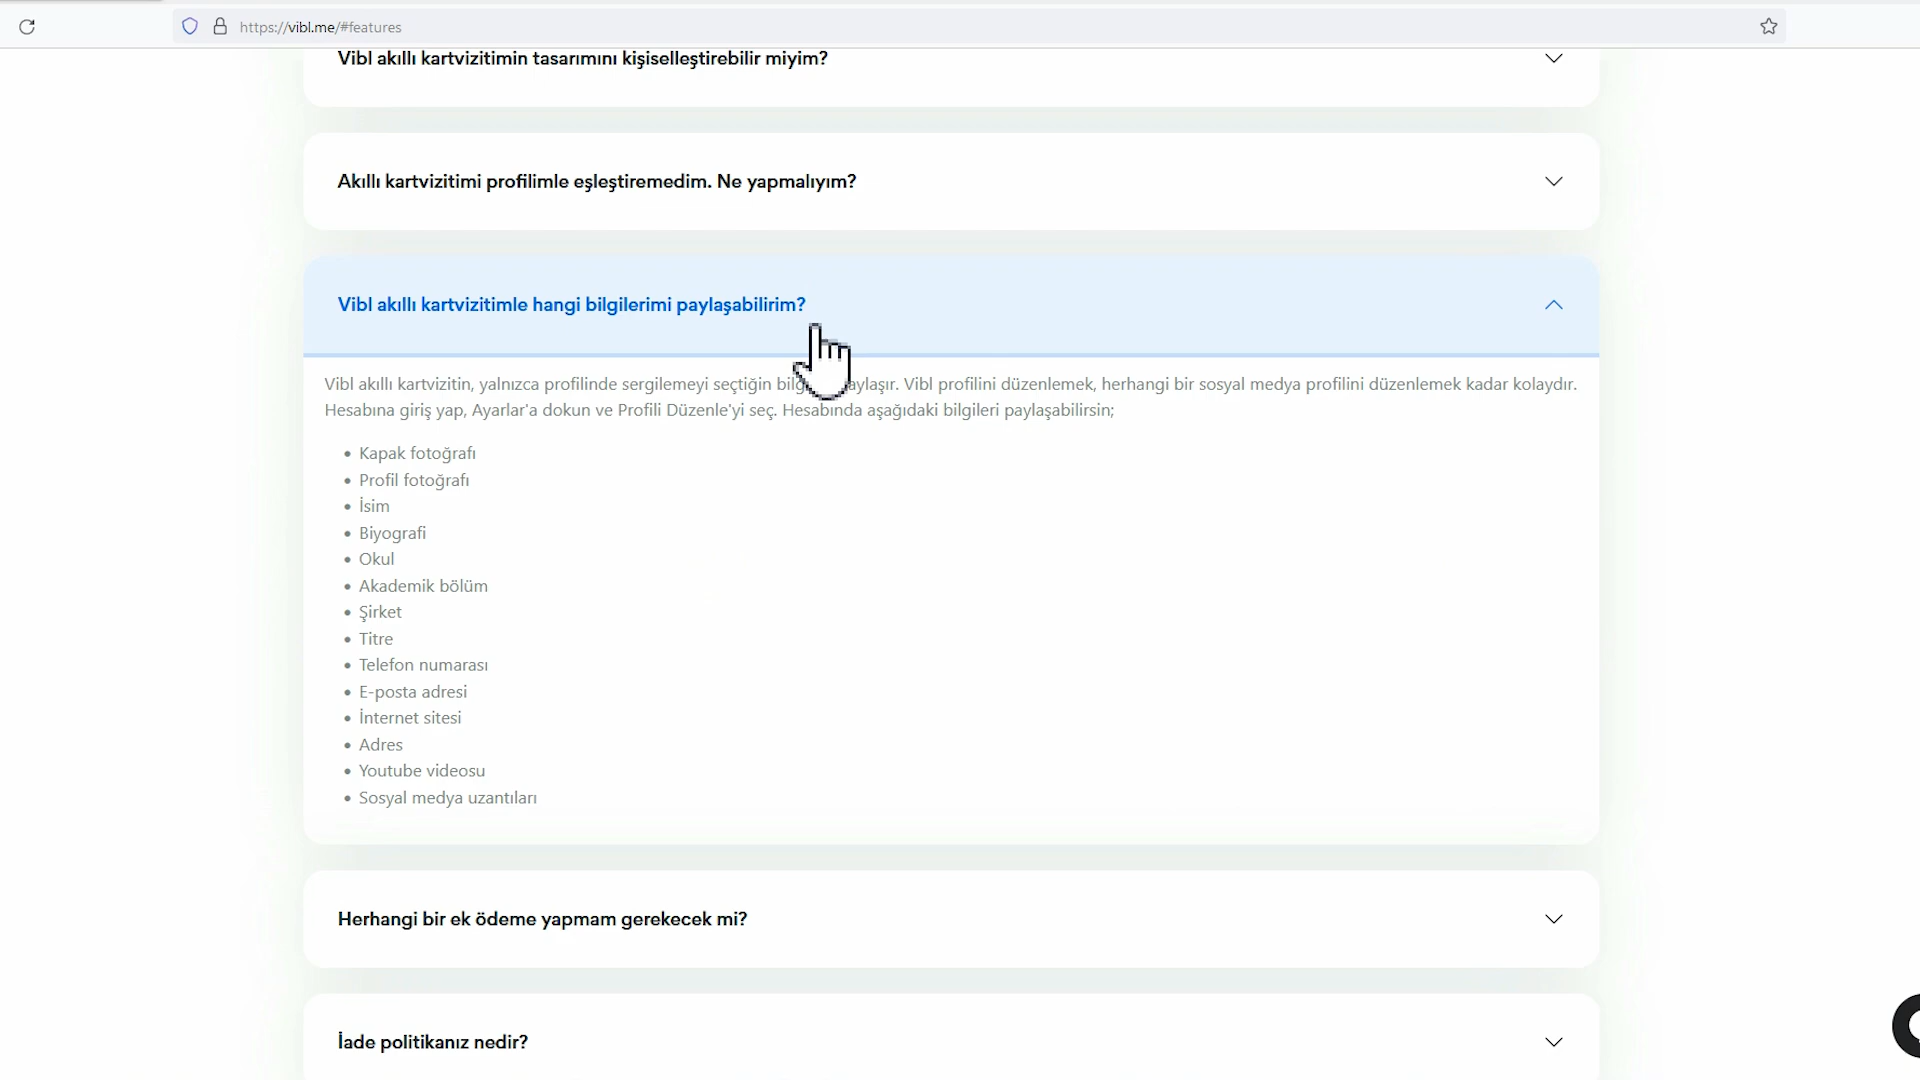 https://vibl.me/#features
Vibl akıllı kartvizitimin tasarımını kişiselleştirebilir miyim?
Akıllı kartvizitimi profilimle eşleştiremedim. Ne yapmalıyım?
Vibl akıllı kartvizitimle hangi bilgilerimi paylaşabilirim?
Vibl akıllı kartvizitin, yalnızca profilinde sergilemeyi seçtiğin Vibl profilini düzenlemek, herhangi bir sosyal medya profilini düzenlemek kadar kolaydır.
Hesabına giriş yap, Ayarlar'a dokun ve Profili Düzenle'yi seç. Hesabında aşağıdaki bilgileri paylaşabilirsin;
• Kapak fotoğrafı
• Profil fotoğrafı
• İsim
• Biyografi
• Okul
• Akademik bölüm
• Şirket
• Titre
• Telefon numarası
• E-posta adresi
• İnternet sitesi
• Adres
• Youtube videosu
• Sosyal medya uzantıları
Herhangi bir ek ödeme yapmam gerekecek mi?
İade politikanız nedir?